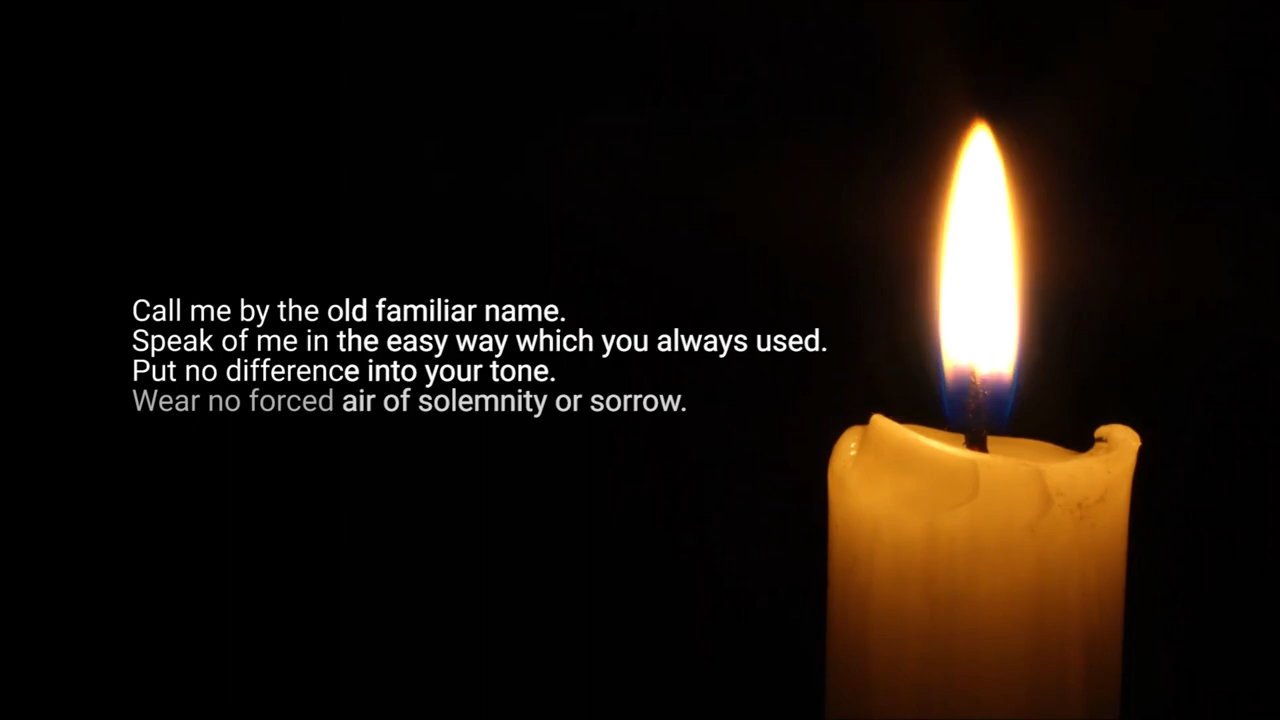 Call me by the old familiar name.
Speak of me in the easy way which you always used.
Put no difference into your tone.
Wear no forced air of solemnity or sorrow.